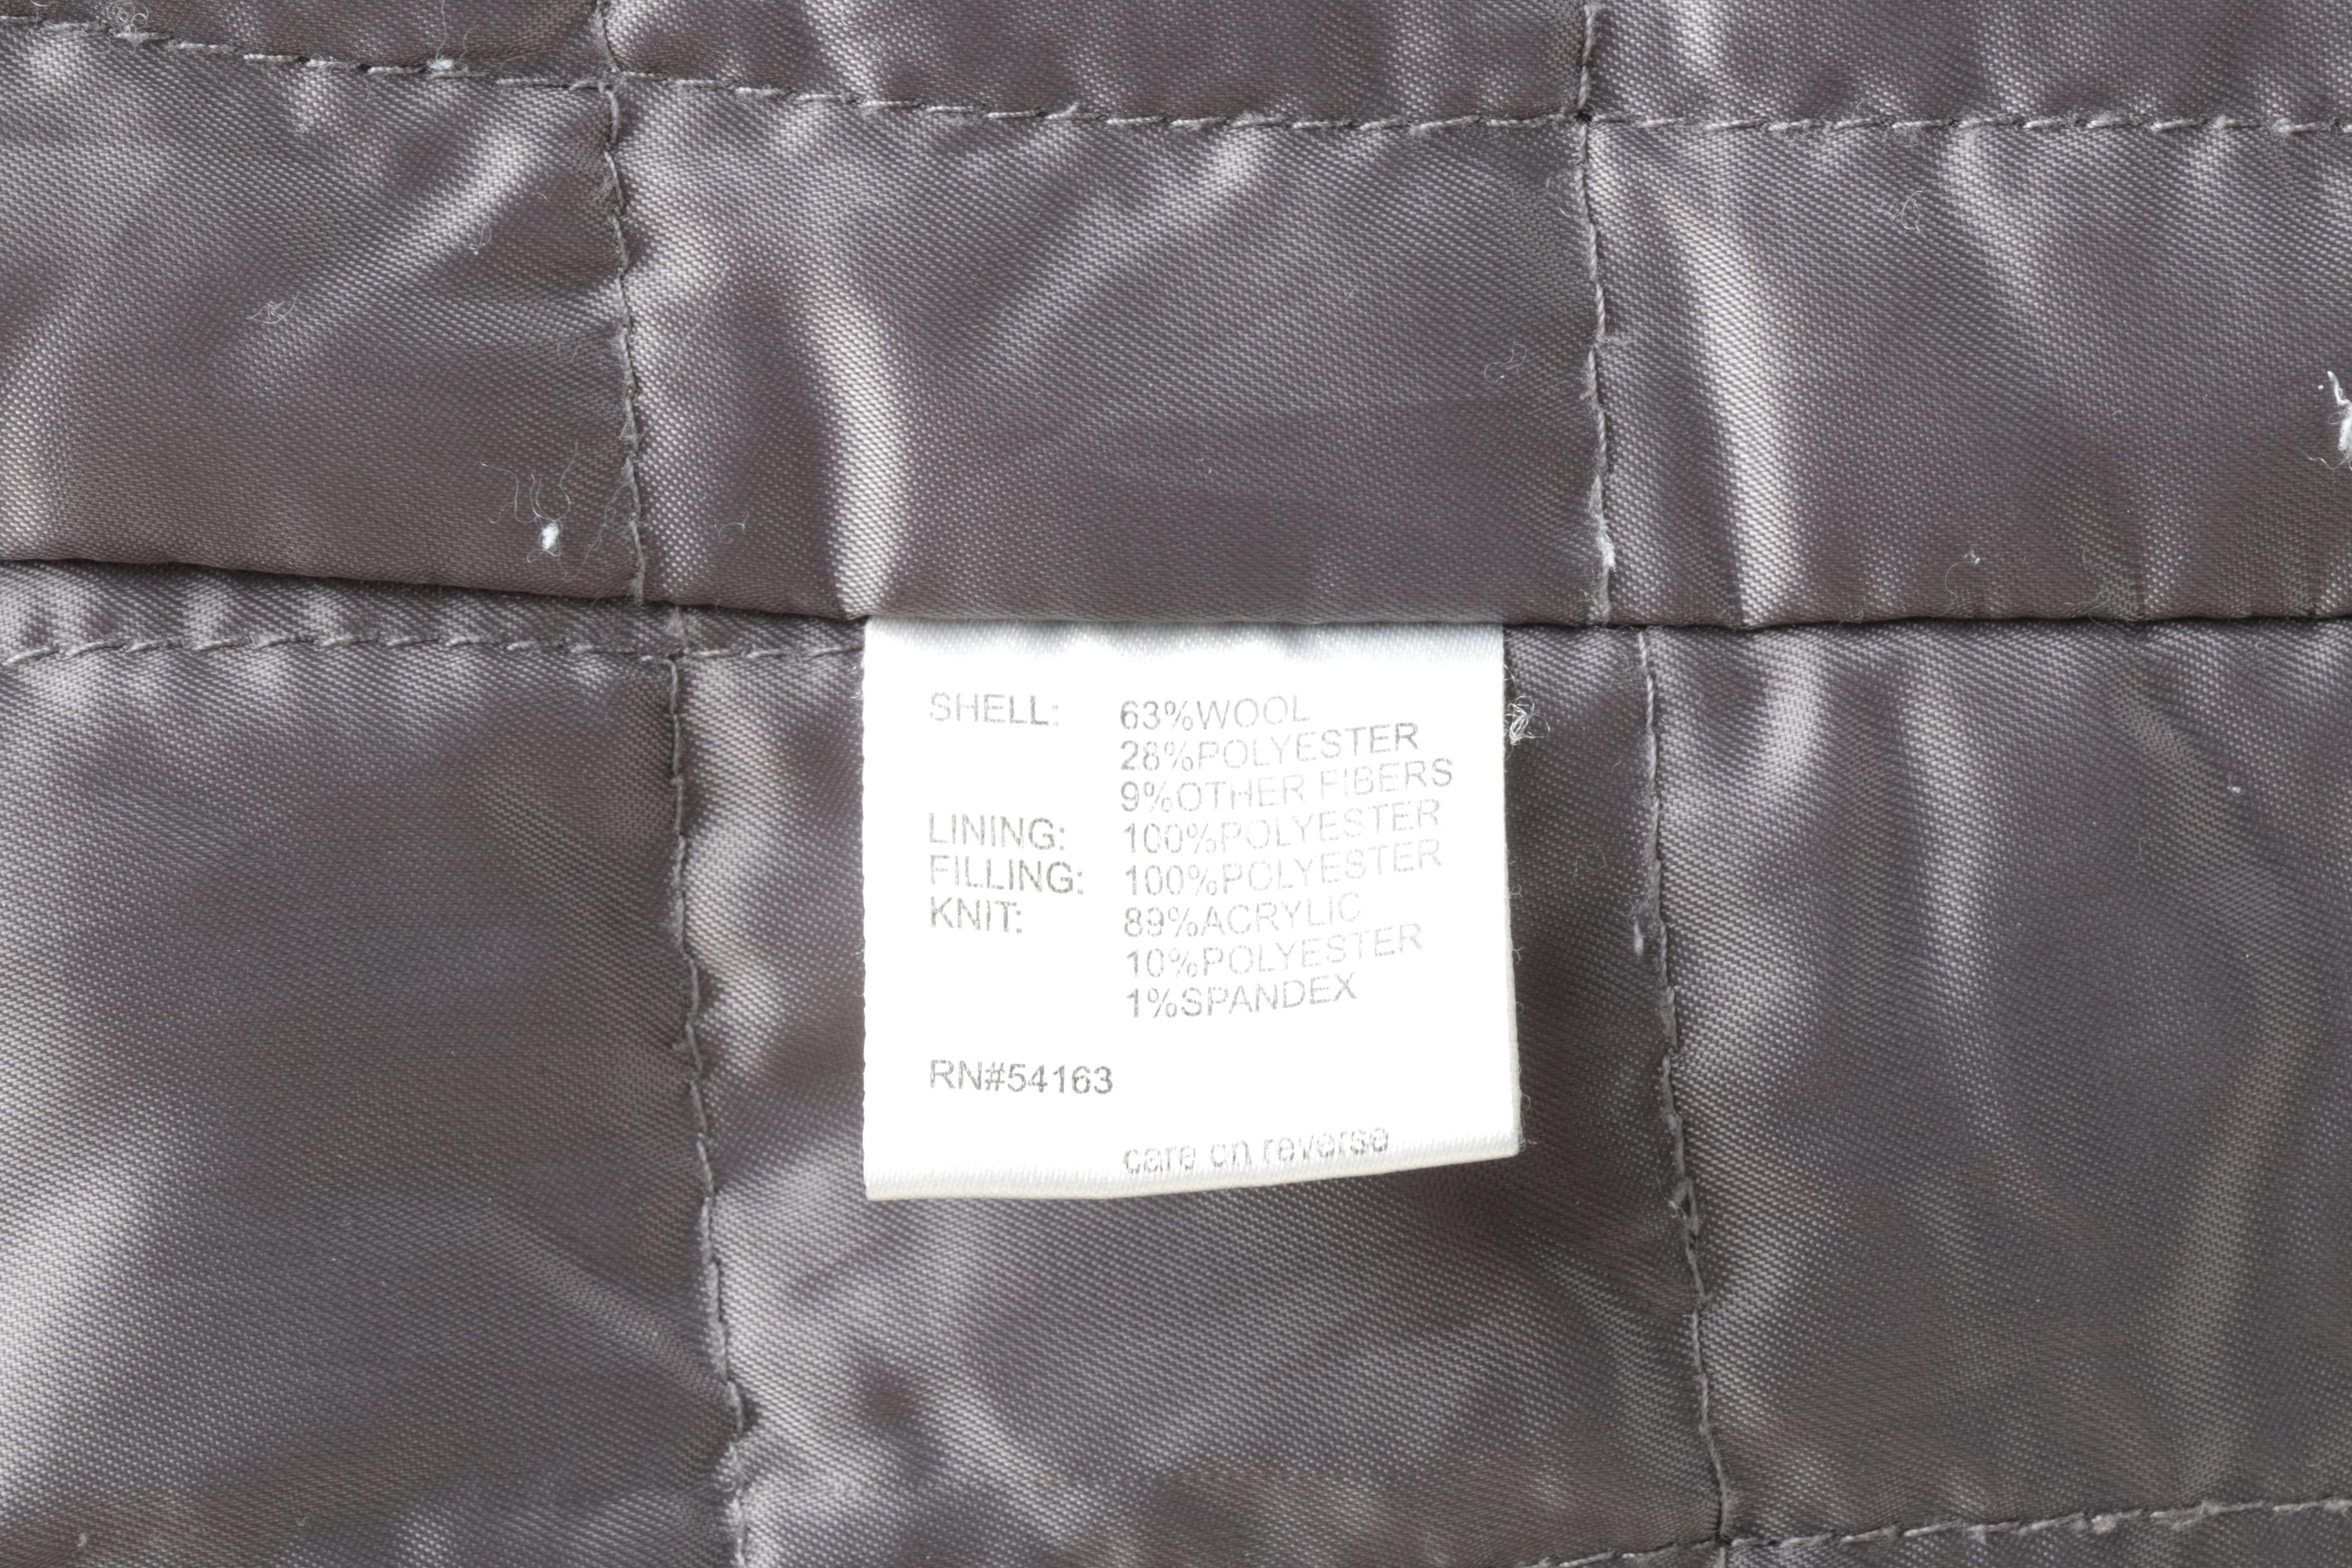 SHELL: 63%WOOL
28%POLYESTER
9%OTHER FIBERS
LINING: 100%POLYESTER
FILLING: 100%POLYESTER
KNIT: 89%ACRYLIC
10%POLYESTER
1%SPANDEX
RN#54163
care on reverse